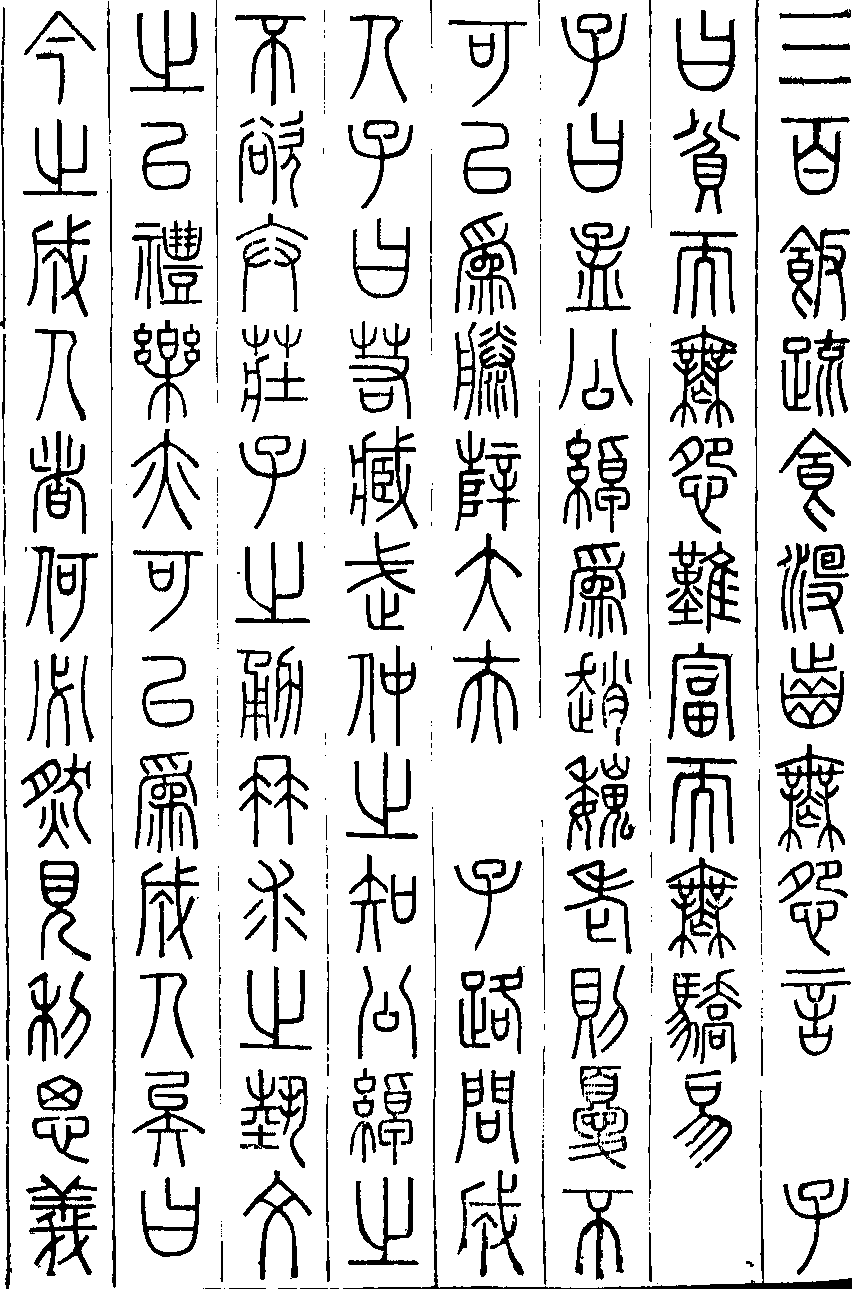 三百飯疏食沒齒無怨言　子
曰貧而無怨難富而無驕易
子曰孟公綽爲趙魏老則憂不
可以爲滕薛大夫　子路問成
人子曰若臧武仲之知公綽之
不欲卞莊子之勇冉求之埶文
之以禮樂亦可以爲成人矣曰
今之成人者何必然見利思義